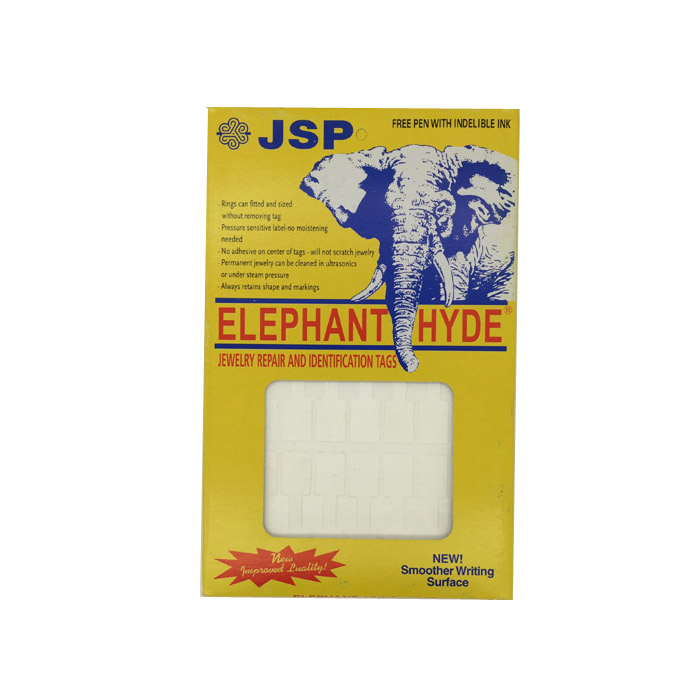 JSP
FREE PEN WITH INDELIBLE INK
· Rings can fitted and sized
without removing tag
· Pressure sensitive label-no moistening
needed
· No adhesive on center of tags - will not scratch jewelry
· Permanent jewelry can be cleaned in ultrasonics
or under steam pressure
· Always retains shape and markings
ELEPHANT HYDE®
JEWELRY REPAIR AND IDENTIFICATION TAGS
New
Improved Luality!
NEW!
Smoother Writing
Surface